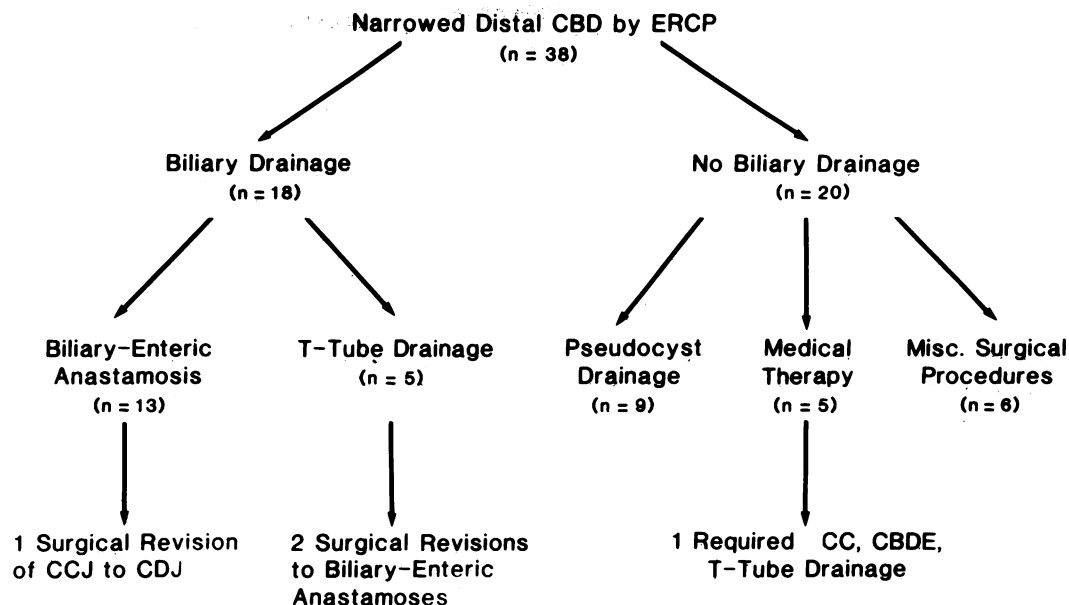 Narrowed Distal CBD by ERCP
(n = 38)
Biliary Drainage
(n = 18)
No Biliary Drainage
(n = 20)
Biliary-Enteric
Anastamosis
(n = 13)
T-Tube Drainage
(n = 5)
Pseudocyst
Drainage
(n = 9)
Medical
Therapy
(n = 5)
Misc. Surgical
Procedures
(n = 6)
1 Surgical Revision
of CCJ to CDJ
2 Surgical Revisions
to Biliary-Enteric
Anastamoses
1 Required CC, CBDE,
T-Tube Drainage